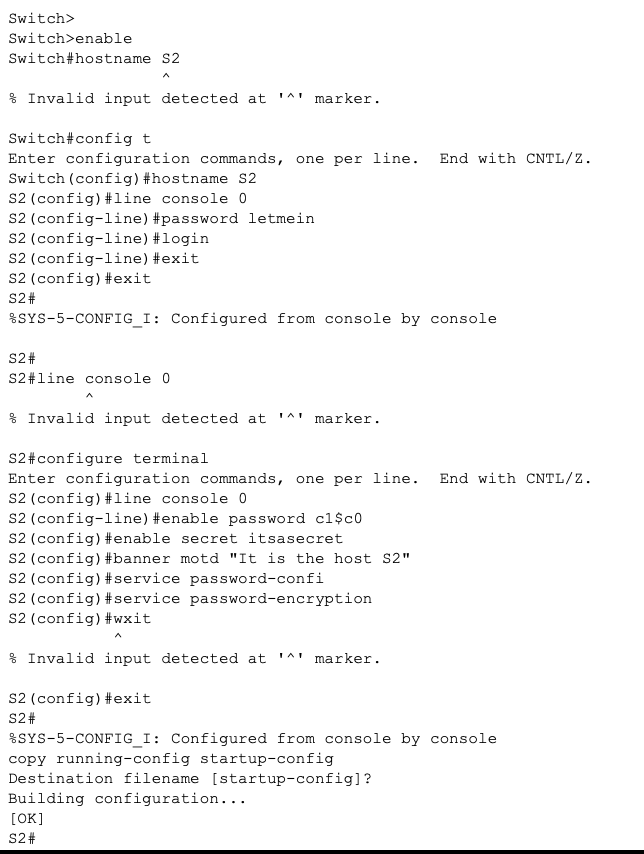 Switch>
Switch>enable
Switch#hostname S2
^
% Invalid input detected at '^' marker.
Switch#config t
Enter configuration commands, one per line.  End with CNTL/Z.
Switch(config)#hostname S2
S2(config)#line console 0
S2(config-line)#password letmein
S2(config-line)#login
S2(config-line)#exit
S2(config)#exit
S2#
%SYS-5-CONFIG_I: Configured from console by console
S2#
S2#line console 0
^
% Invalid input detected at '^' marker.
S2#configure terminal
Enter configuration commands, one per line.  End with CNTL/Z.
S2(config)#line console 0
S2(config-line)#enable password c1$c0
S2(config)#enable secret itsasecret
S2(config)#banner motd "It is the host S2"
S2(config)#service password-confi
S2(config)#service password-encryption
S2(config)#wxit
^
% Invalid input detected at '^' marker.
S2(config)#exit
S2#
%SYS-5-CONFIG_I: Configured from console by console
copy running-config startup-config
Destination filename [startup-config]?
Building configuration...
[OK]
S2#